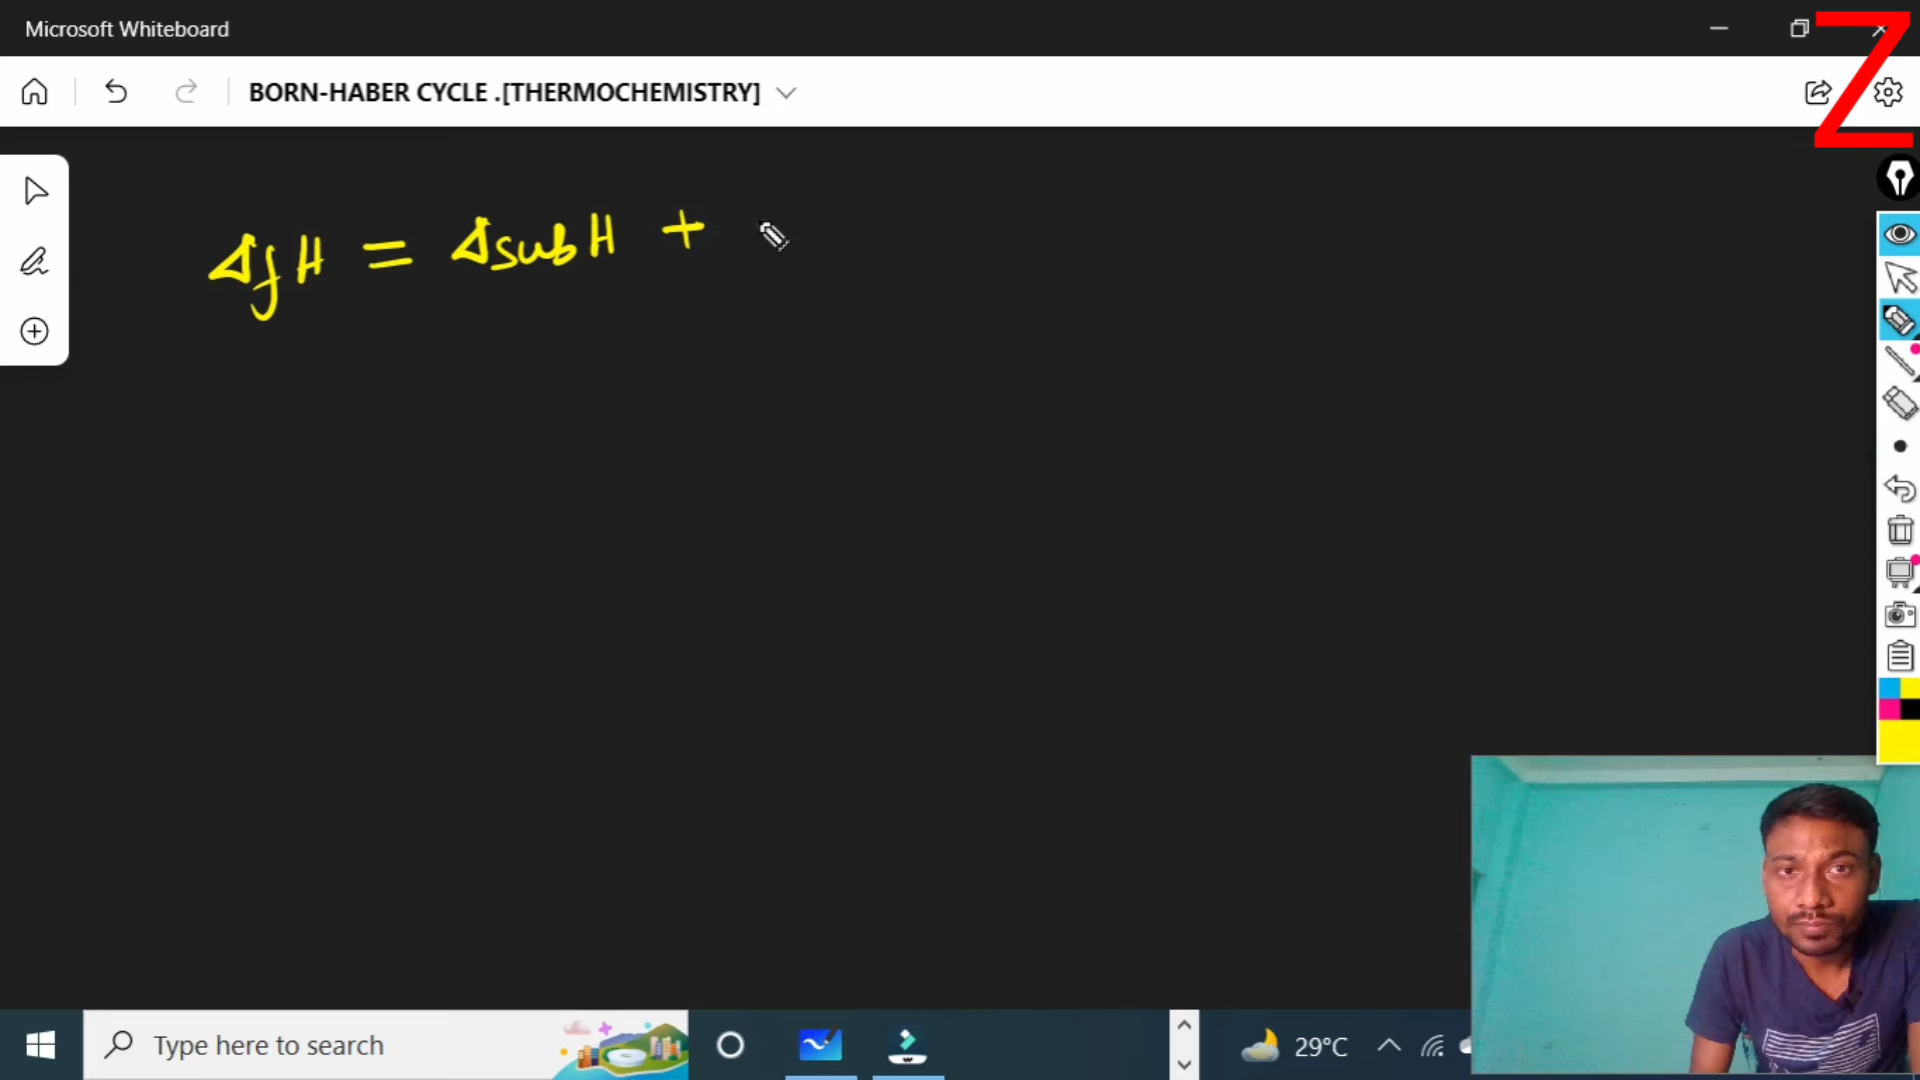 Microsoft Whiteboard
Z
BORN-HABER CYCLE .[THERMOCHEMISTRY]
ΔfH = ΔsubH +
Type here to search
29°C